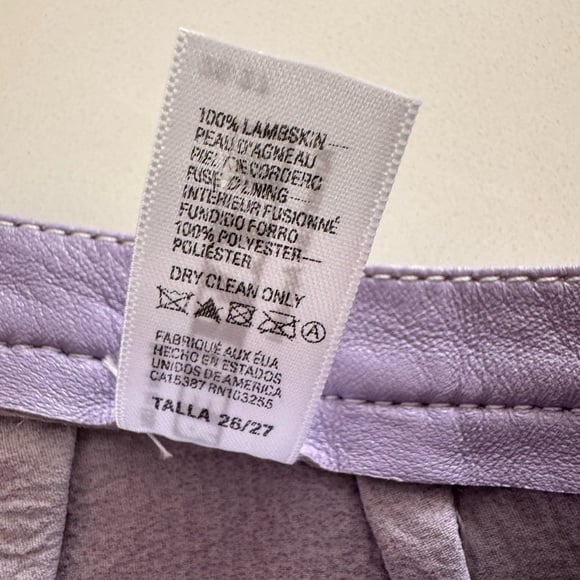 100% LAMBSKIN
PEAU D'AGNEAU
PIEL DE CORDERO
FUSED LINING
INTERIEUR FUSIONNÉ
FUNDIDO FORRO
100% POLYESTER
POLIÉSTER
DRY CLEAN ONLY
A
FABRIQUÉ AUX ÉUA
HECHO EN ESTADOS
UNIDOS DE AMERICA
CA15387 RN103255
TALLA 26/27